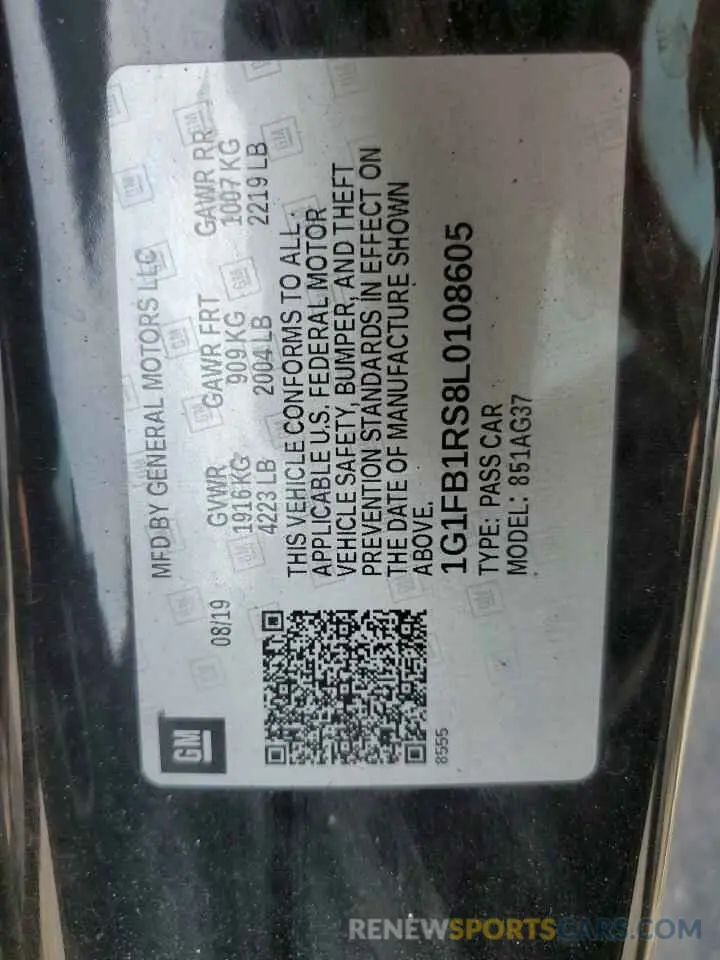 GM
MFD BY GENERAL MOTORS LLC
08/19 GVWR GAWR FRT GAWR RR
1916 KG 909 KG 1007 KG
4223 LB 2004 LB 2219 LB
THIS VEHICLE CONFORMS TO ALL
APPLICABLE U.S. FEDERAL MOTOR
VEHICLE SAFETY, BUMPER, AND THEFT
PREVENTION STANDARDS IN EFFECT ON
THE DATE OF MANUFACTURE SHOWN
ABOVE.
1G1FB1RS8L0108605
TYPE: PASS CAR
MODEL: 851AG37
8555
RENEWSPORTSCARS.COM